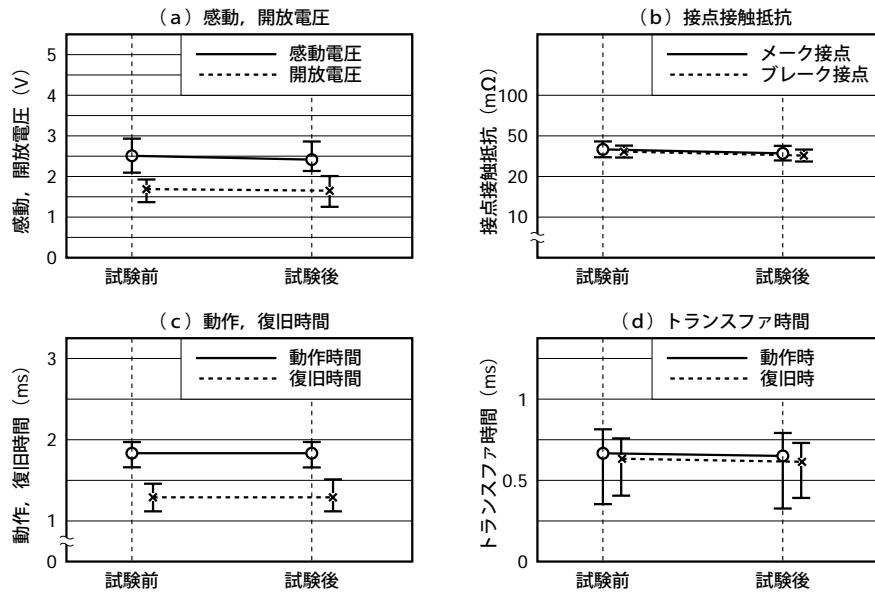 （a）感動，開放電圧
感動，開放電圧（V）
5
4
3
2
1
0
感動電圧
開放電圧
試験前
試験後
（b）接点接触抵抗
接点接触抵抗（mΩ）
100
50
20
10
メーク接点
ブレーク接点
試験前
試験後
（c）動作，復旧時間
動作，復旧時間（ms）
3
2
1
0
動作時間
復旧時間
試験前
試験後
（d）トランスファ時間
トランスファ時間（ms）
1
0.5
0
動作時
復旧時
試験前
試験後